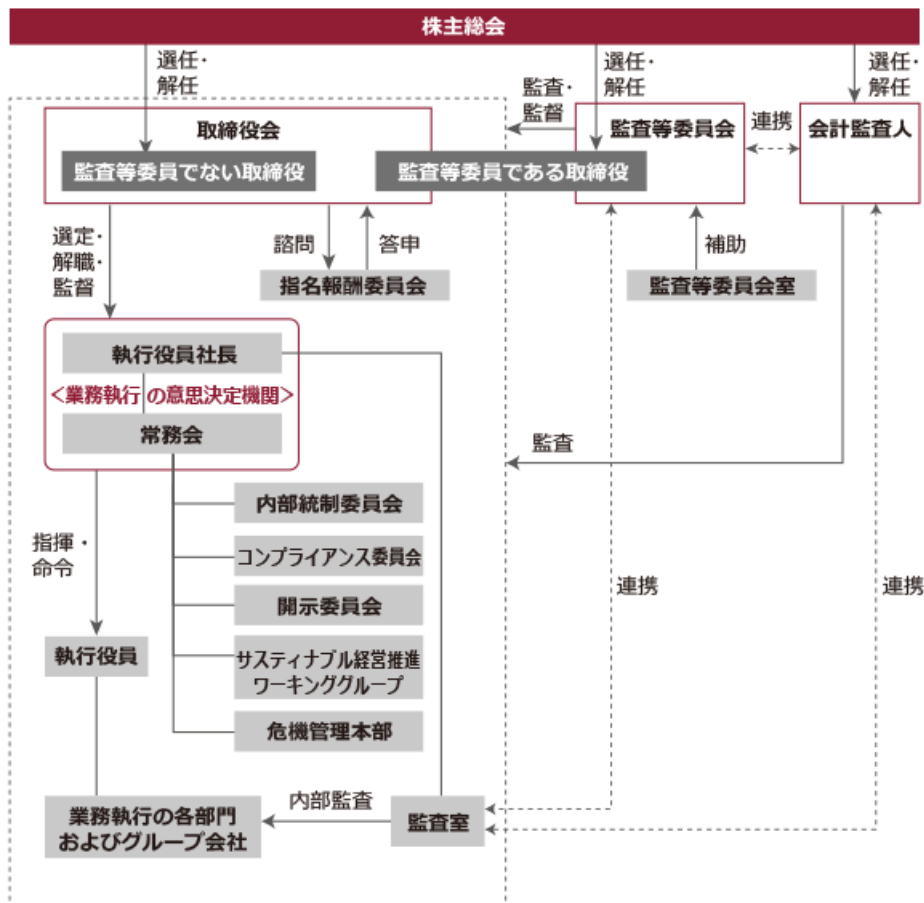 株主総会
選任・
解任
選任・
解任
選任・
解任
監査・
監督
取締役会
監査等委員会
連携
会計監査人
監査等委員でない取締役
監査等委員である取締役
選定・
解職・
監督
諮問
答申
補助
指名報酬委員会
監査等委員会室
執行役員社長
<業務執行の意思決定機関>
常務会
監査
内部統制委員会
指揮・
命令
コンプライアンス委員会
連携
連携
開示委員会
執行役員
サスティナブル経営推進
ワーキンググループ
危機管理本部
業務執行の各部門
およびグループ会社
内部監査
監査室